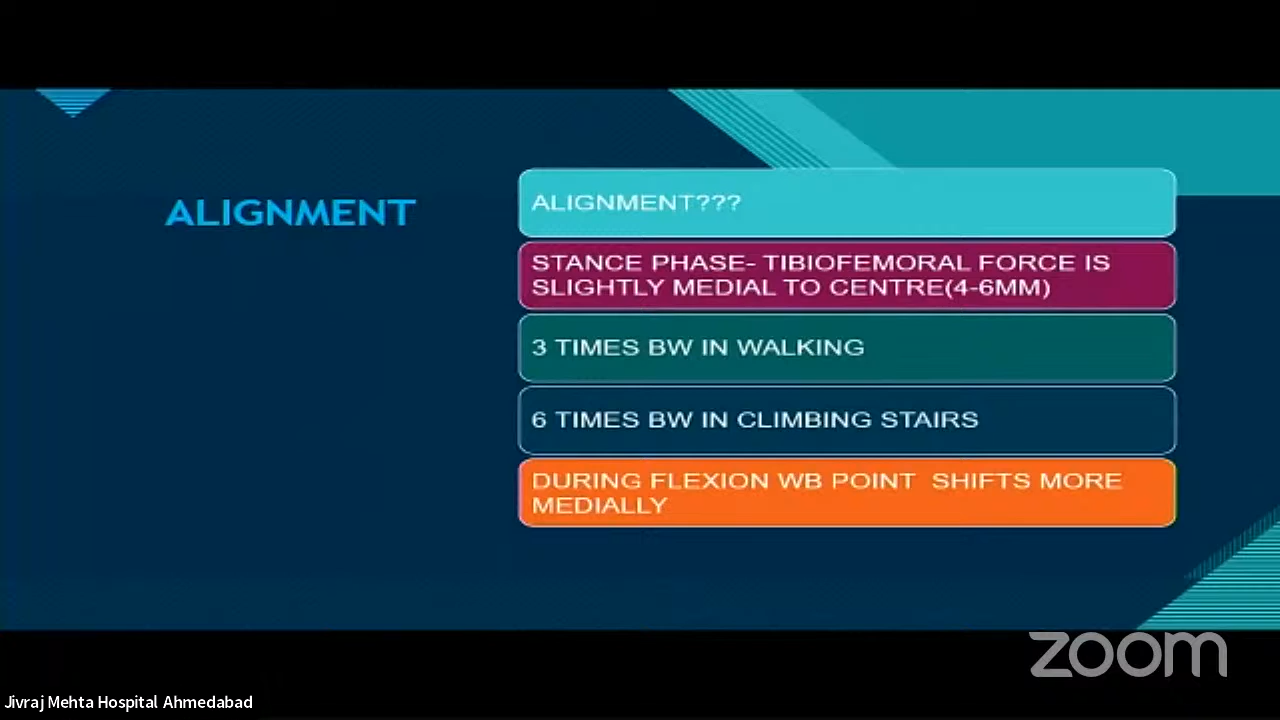 ALIGNMENT
ALIGNMENT???
STANCE PHASE- TIBIOFEMORAL FORCE IS
SLIGHTLY MEDIAL TO CENTRE(4-6MM)
3 TIMES BW IN WALKING
6 TIMES BW IN CLIMBING STAIRS
DURING FLEXION WB POINT  SHIFTS MORE
MEDIALLY
zoom
Jivraj Mehta Hospital Ahmedabad